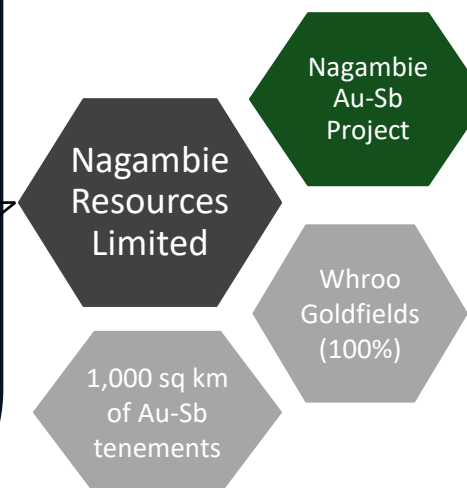 Nagambie
Au-Sb
Project
Nagambie
Resources
Limited
Whroo
Goldfields
(100%)
1,000 sq km
of Au-Sb
tenements